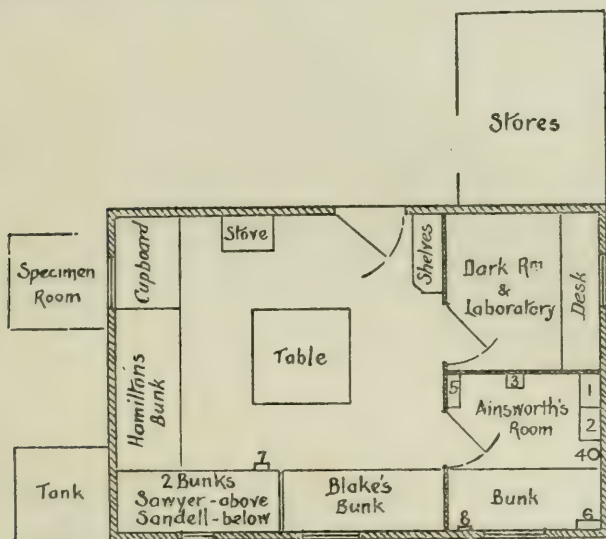 Stores
Stove
Shelves
Dark Rm
&
Laboratory
Desk
Cupboard
Specimen
Room
Table
Hamilton's
Bunk
5
3
1
Ainsworth's
Room
2
40
7
Tank
2 Bunks
Sawyer-above
Sandell-below
Blake's
Bunk
Bunk
8
6